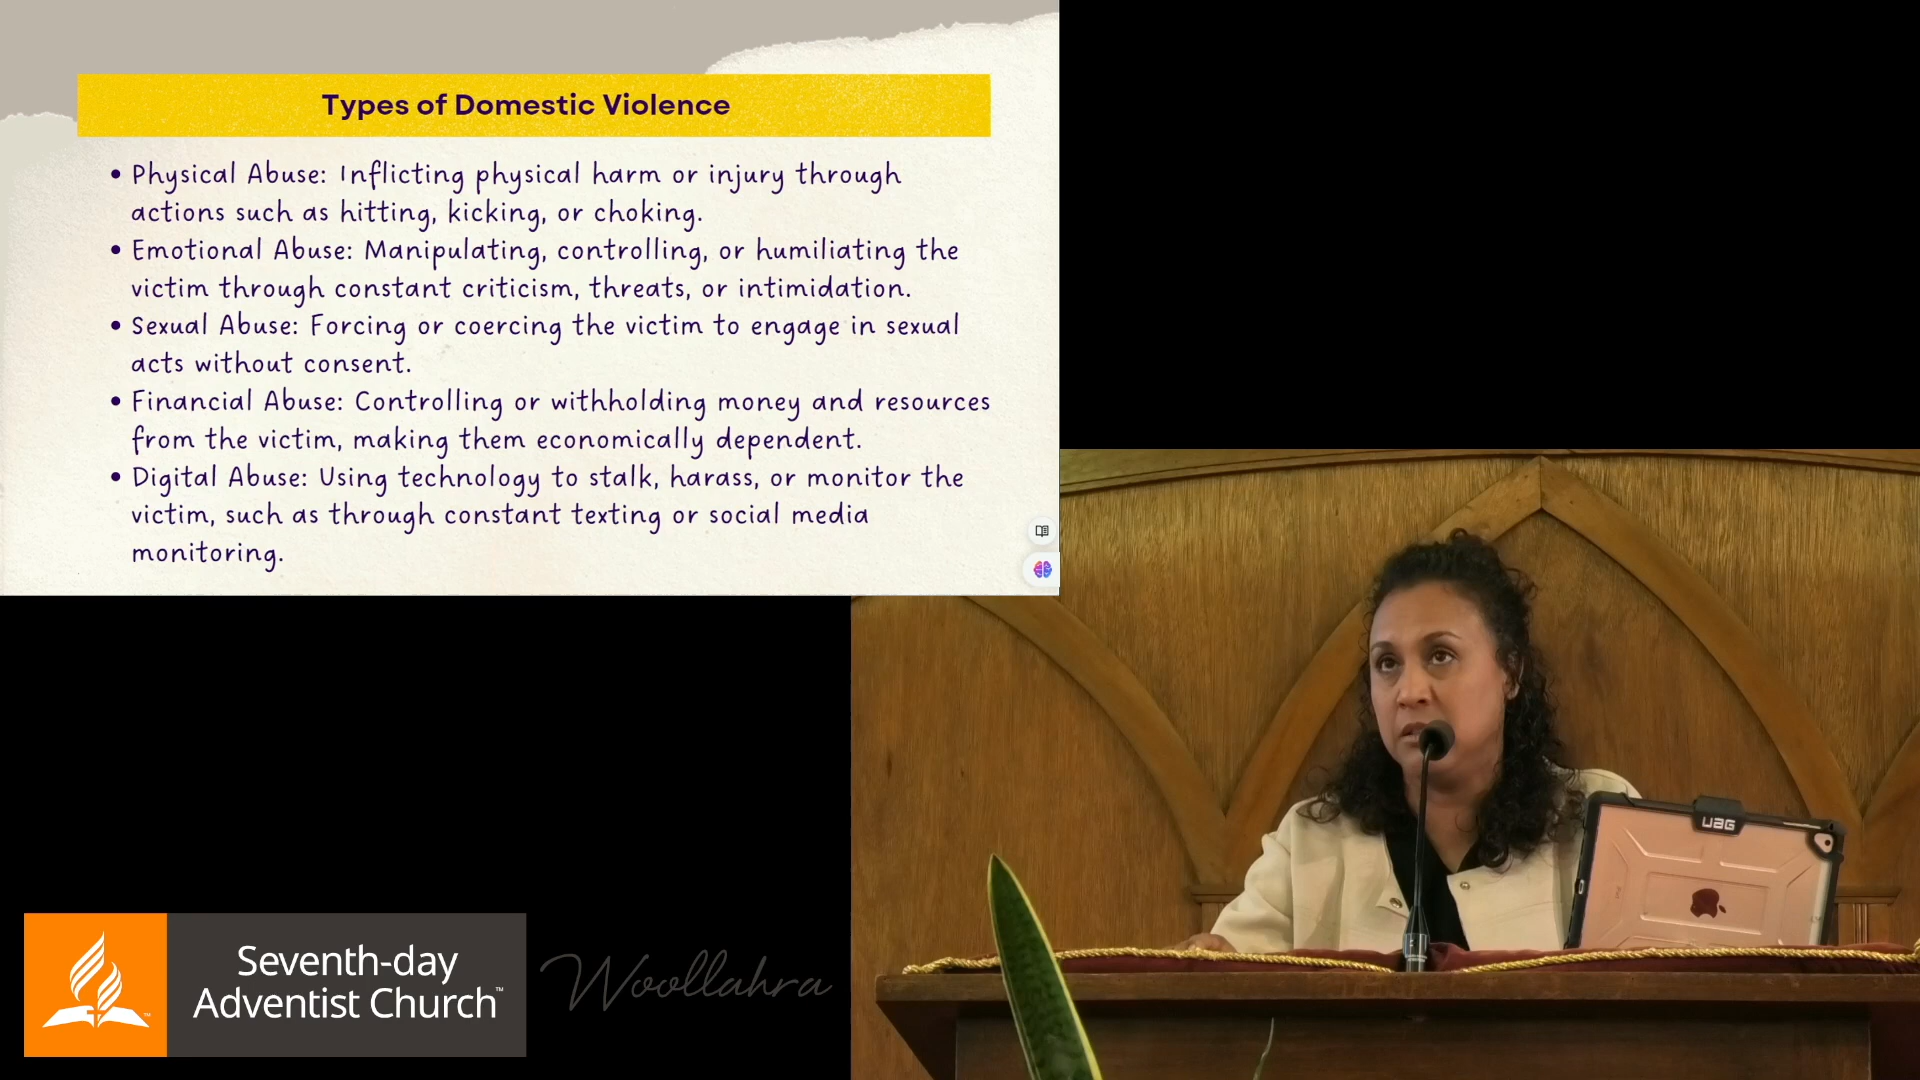 Types of Domestic Violence
• Physical Abuse: Inflicting physical harm or injury through
actions such as hitting, kicking, or choking.
• Emotional Abuse: Manipulating, controlling, or humiliating the
victim through constant criticism, threats, or intimidation.
• Sexual Abuse: Forcing or coercing the victim to engage in sexual
acts without consent.
• Financial Abuse: Controlling or withholding money and resources
from the victim, making them economically dependent.
• Digital Abuse: Using technology to stalk, harass, or monitor the
victim, such as through constant texting or social media
monitoring.
UAG
Seventh-day
Adventist Church™
Woollahra